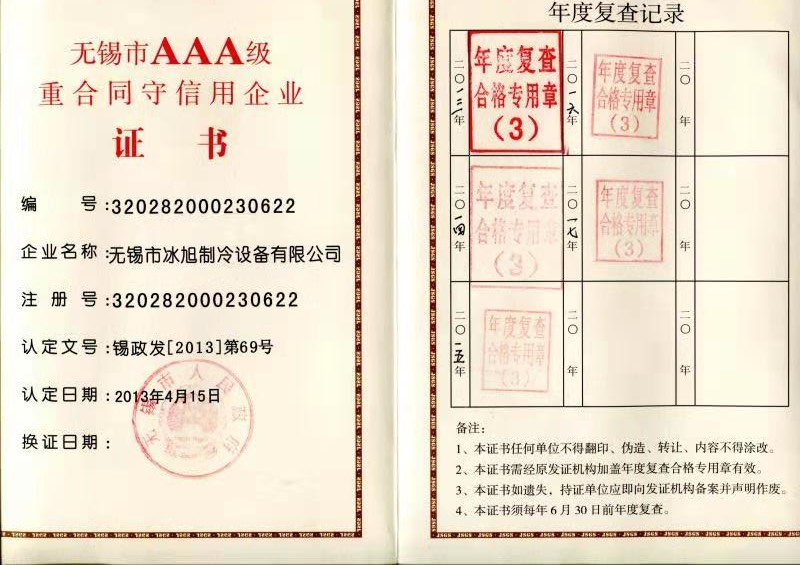 无锡市AAA级
重合同守信用企业
证 书
编 号:320282000230622
企业名称:无锡市冰旭制冷设备有限公司
注 册 号:320282000230622
认定文号:锡政发[2013]第69号
认定日期:2013年4月15日
换证日期:
无锡市人民政府
年度复查记录
二〇一三年
年度复查
合格专用章
(3)
二〇一六年
年度复查
合格专用章
(3)
二〇 年
二〇一四年
年度复查
合格专用章
(3)
二〇一七年
年度复查
合格专用章
(3)
二〇 年
二〇一五年
年度复查
合格专用章
(3)
二〇 年
二〇 年
备注:
1、本证书任何单位不得翻印、伪造、转让、内容不得涂改。
2、本证书需经原发证机构加盖年度复查合格专用章有效。
3、本证书如遗失，持证单位应即向发证机构备案并声明作废。
4、本证书须每年6月30日前年度复查。